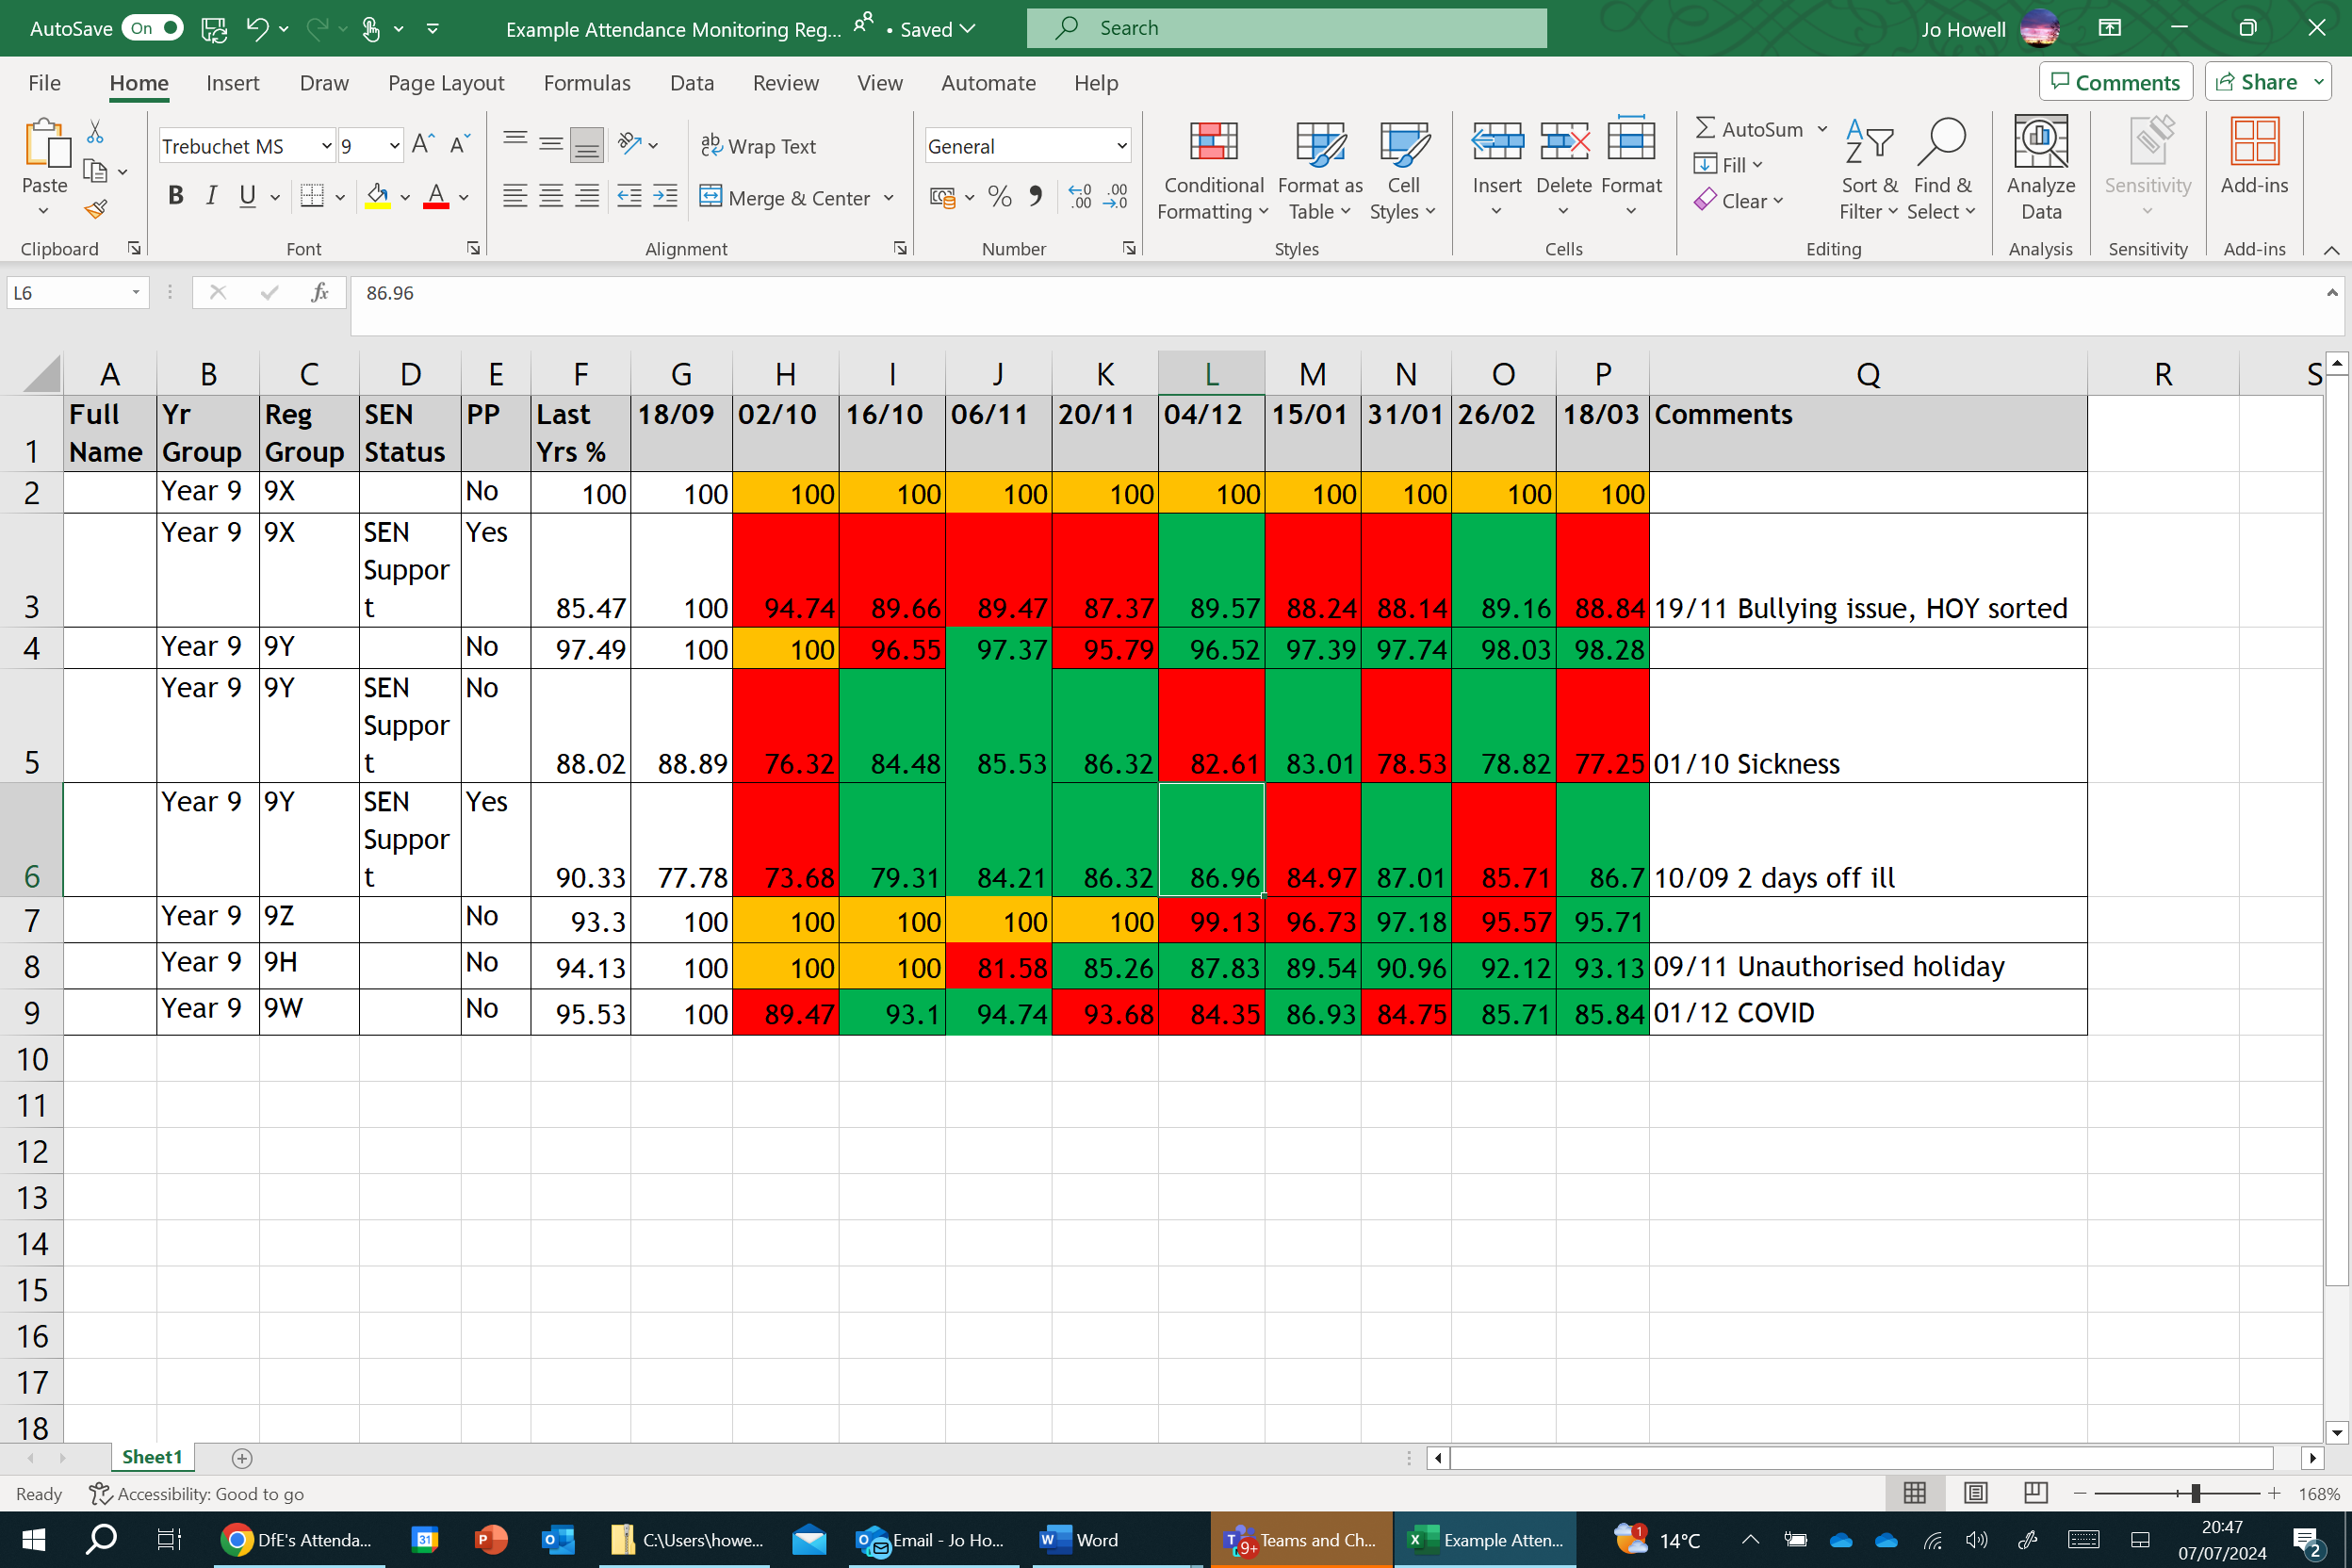 AutoSave On Example Attendance Monitoring Reg... • Saved Search Jo Howell
File Home Insert Draw Page Layout Formulas Data Review View Automate Help Comments Share
Paste Trebuchet MS 9 Wrap Text General Conditional Formatting Format as Table Cell Styles Insert Delete Format AutoSum Fill Clear Sort & Filter Find & Select Analyze Data Sensitivity Add-ins
B I U A Merge & Center %
Clipboard Font Alignment Number Styles Cells Editing Analysis Sensitivity Add-ins
L6 fx 86.96
A B C D E F G H I J K L M N O P Q R S
1 Full Name Yr Group Reg Group SEN Status PP Last Yrs % 18/09 02/10 16/10 06/11 20/11 04/12 15/01 31/01 26/02 18/03 Comments
2 Year 9 9X No 100 100 100 100 100 100 100 100 100 100 100
3 Year 9 9X SEN Support Yes 85.47 100 94.74 89.66 89.47 87.37 89.57 88.24 88.14 89.16 88.84 19/11 Bullying issue, HOY sorted
4 Year 9 9Y No 97.49 100 100 96.55 97.37 95.79 96.52 97.39 97.74 98.03 98.28
5 Year 9 9Y SEN Support No 88.02 88.89 76.32 84.48 85.53 86.32 82.61 83.01 78.53 78.82 77.25 01/10 Sickness
6 Year 9 9Y SEN Support Yes 90.33 77.78 73.68 79.31 84.21 86.32 86.96 84.97 87.01 85.71 86.7 10/09 2 days off ill
7 Year 9 9Z No 93.3 100 100 100 100 100 99.13 96.73 97.18 95.57 95.71
8 Year 9 9H No 94.13 100 100 100 81.58 85.26 87.83 89.54 90.96 92.12 93.13 09/11 Unauthorised holiday
9 Year 9 9W No 95.53 100 89.47 93.1 94.74 93.68 84.35 86.93 84.75 85.71 85.84 01/12 COVID
10
11
12
13
14
15
16
17
18
Sheet1
Ready Accessibility: Good to go 168%
DfE's Attenda... 31 C:\Users\howe... Email - Jo Ho... Word 9+ Teams and Ch... Example Atten... 1 14°C 20:47 2
07/07/2024